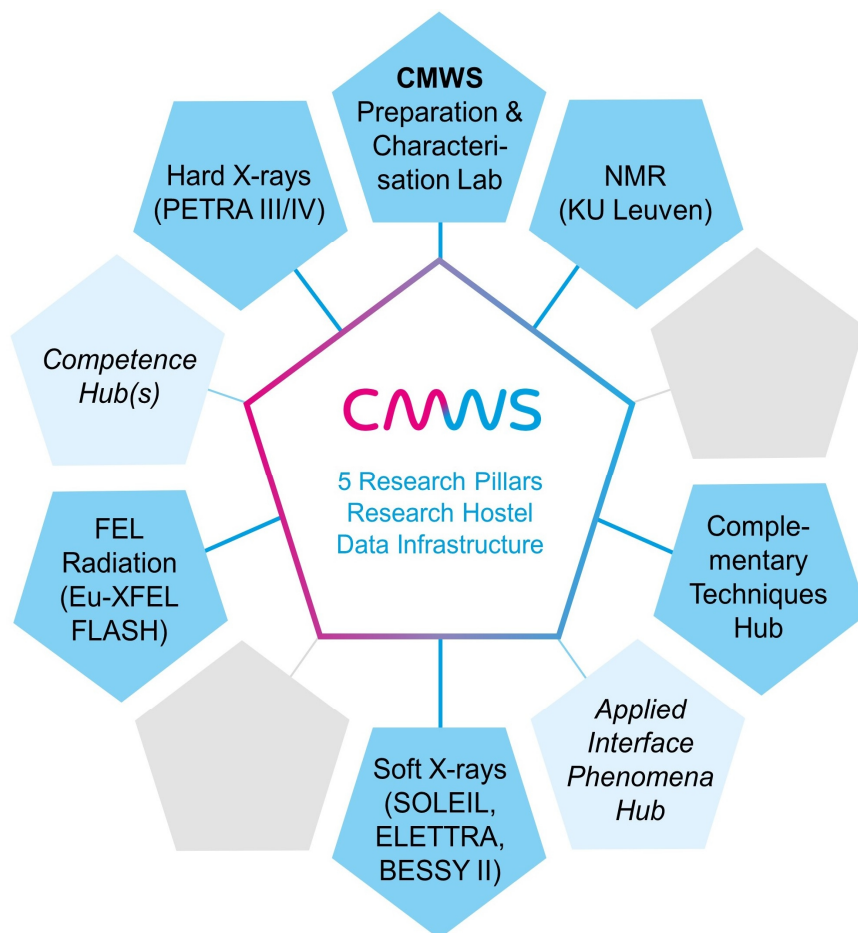 CMWS
Preparation &
Characteri-
sation Lab
Hard X-rays
(PETRA III/IV)
NMR
(KU Leuven)
Competence
Hub(s)
CMWS
5 Research Pillars
Research Hostel
Data Infrastructure
FEL
Radiation
(Eu-XFEL
FLASH)
Comple-
mentary
Techniques
Hub
Soft X-rays
(SOLEIL,
ELETTRA,
BESSY II)
Applied
Interface
Phenomena
Hub